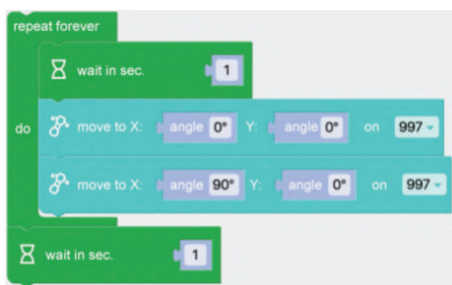 repeat forever
wait in sec. 1
do move to X: angle 0° Y: angle 0° on 997
move to X: angle 90° Y: angle 0° on 997
wait in sec. 1